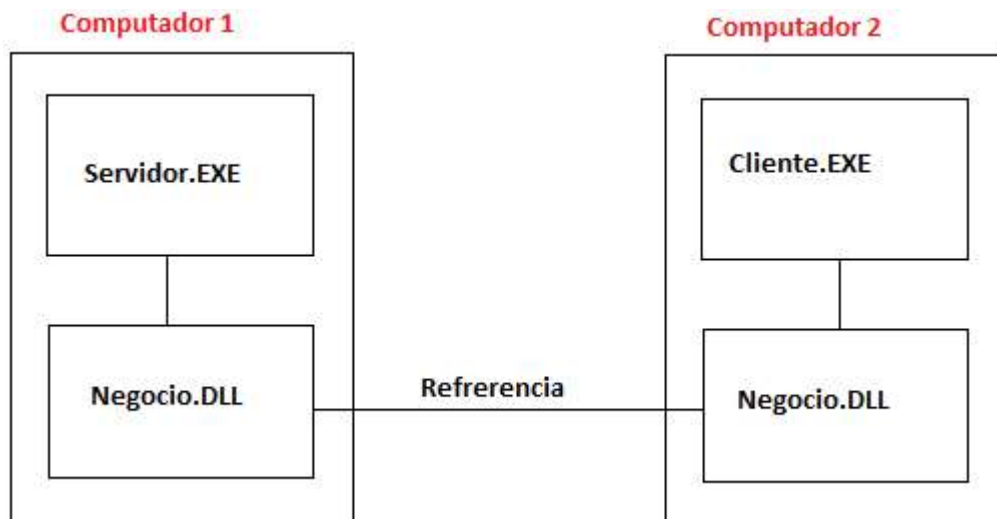 Computador 1
Computador 2
Servidor.EXE
Cliente.EXE
Negocio.DLL
Refrerencia
Negocio.DLL